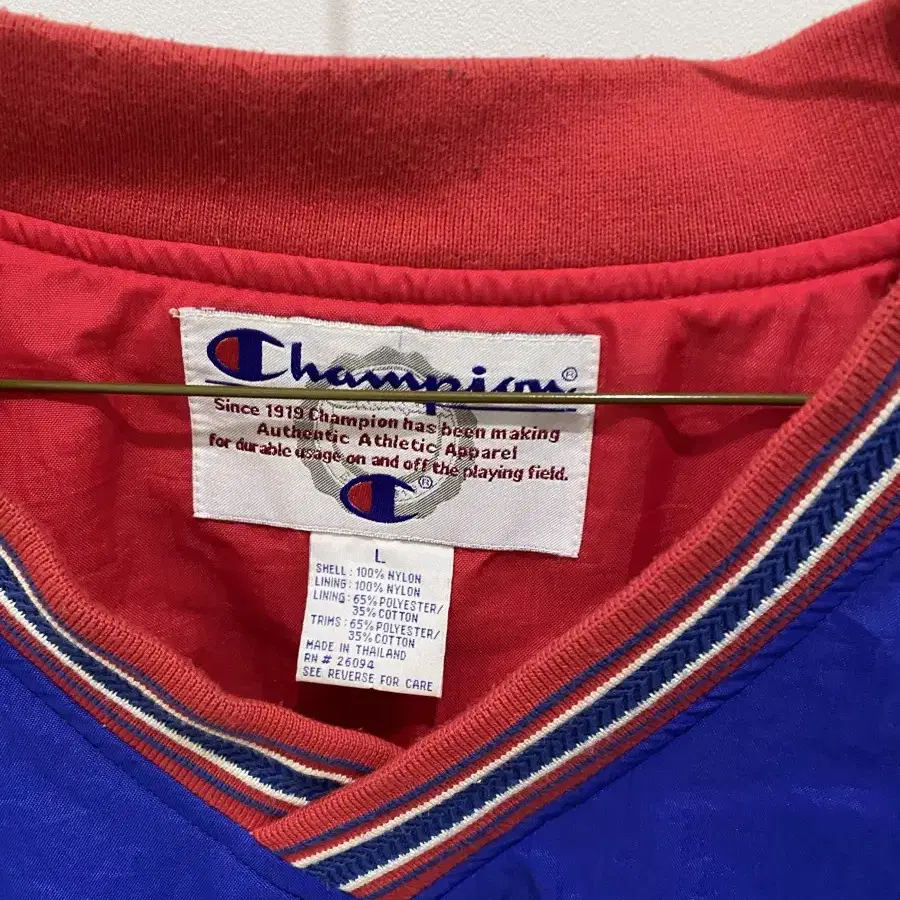 Champion®
Since 1919 Champion has been making
Authentic Athletic Apparel
for durable usage on and off the playing field.
®
L
SHELL: 100% NYLON
LINING: 100% NYLON
LINING: 65% POLYESTER/
35% COTTON
TRIMS: 65% POLYESTER/
35% COTTON
MADE IN THAILAND
RN # 26094
SEE REVERSE FOR CARE